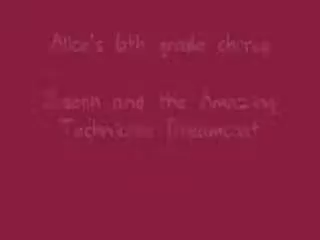 Alice's 6th grade chorus
Joseph and the Amazing
Technicolor Dreamcoat